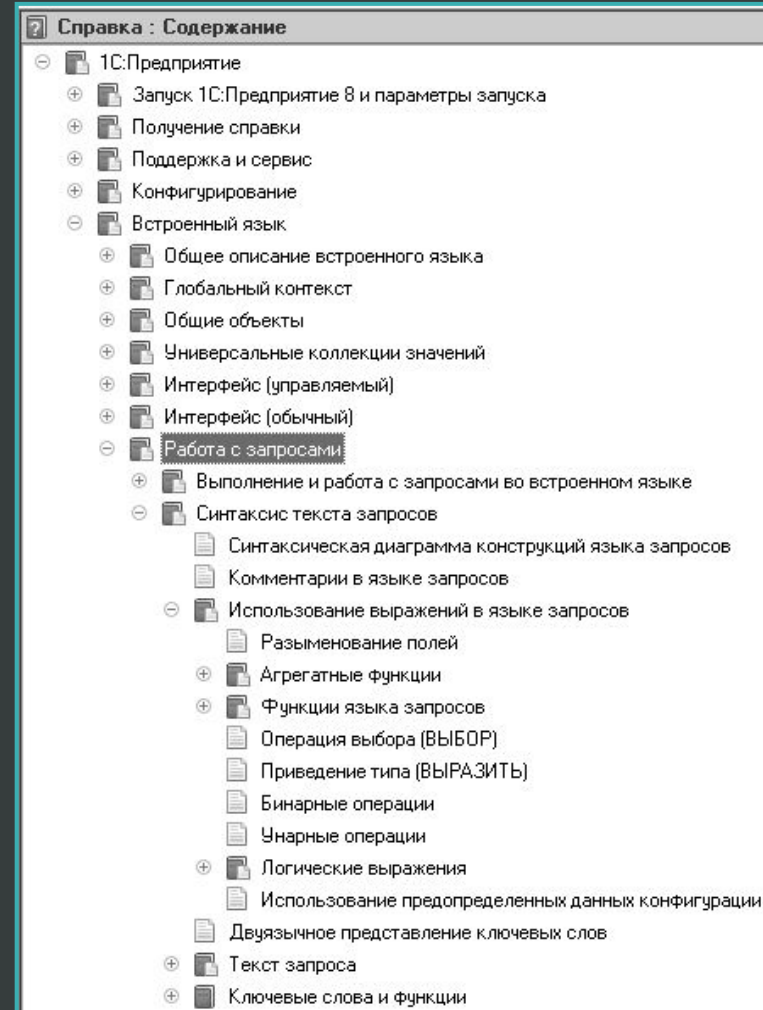 Справка : Содержание
1С:Предприятие
Запуск 1С:Предприятие 8 и параметры запуска
Получение справки
Поддержка и сервис
Конфигурирование
Встроенный язык
Общее описание встроенного языка
Глобальный контекст
Общие объекты
Универсальные коллекции значений
Интерфейс (управляемый)
Интерфейс (обычный)
Работа с запросами
Выполнение и работа с запросами во встроенном языке
Синтаксис текста запросов
Синтаксическая диаграмма конструкций языка запросов
Комментарии в языке запросов
Использование выражений в языке запросов
Разыменование полей
Агрегатные функции
Функции языка запросов
Операция выбора (ВЫБОР)
Приведение типа (ВЫРАЗИТЬ)
Бинарные операции
Унарные операции
Логические выражения
Использование предопределенных данных конфигурации
Двуязычное представление ключевых слов
Текст запроса
Ключевые слова и функции